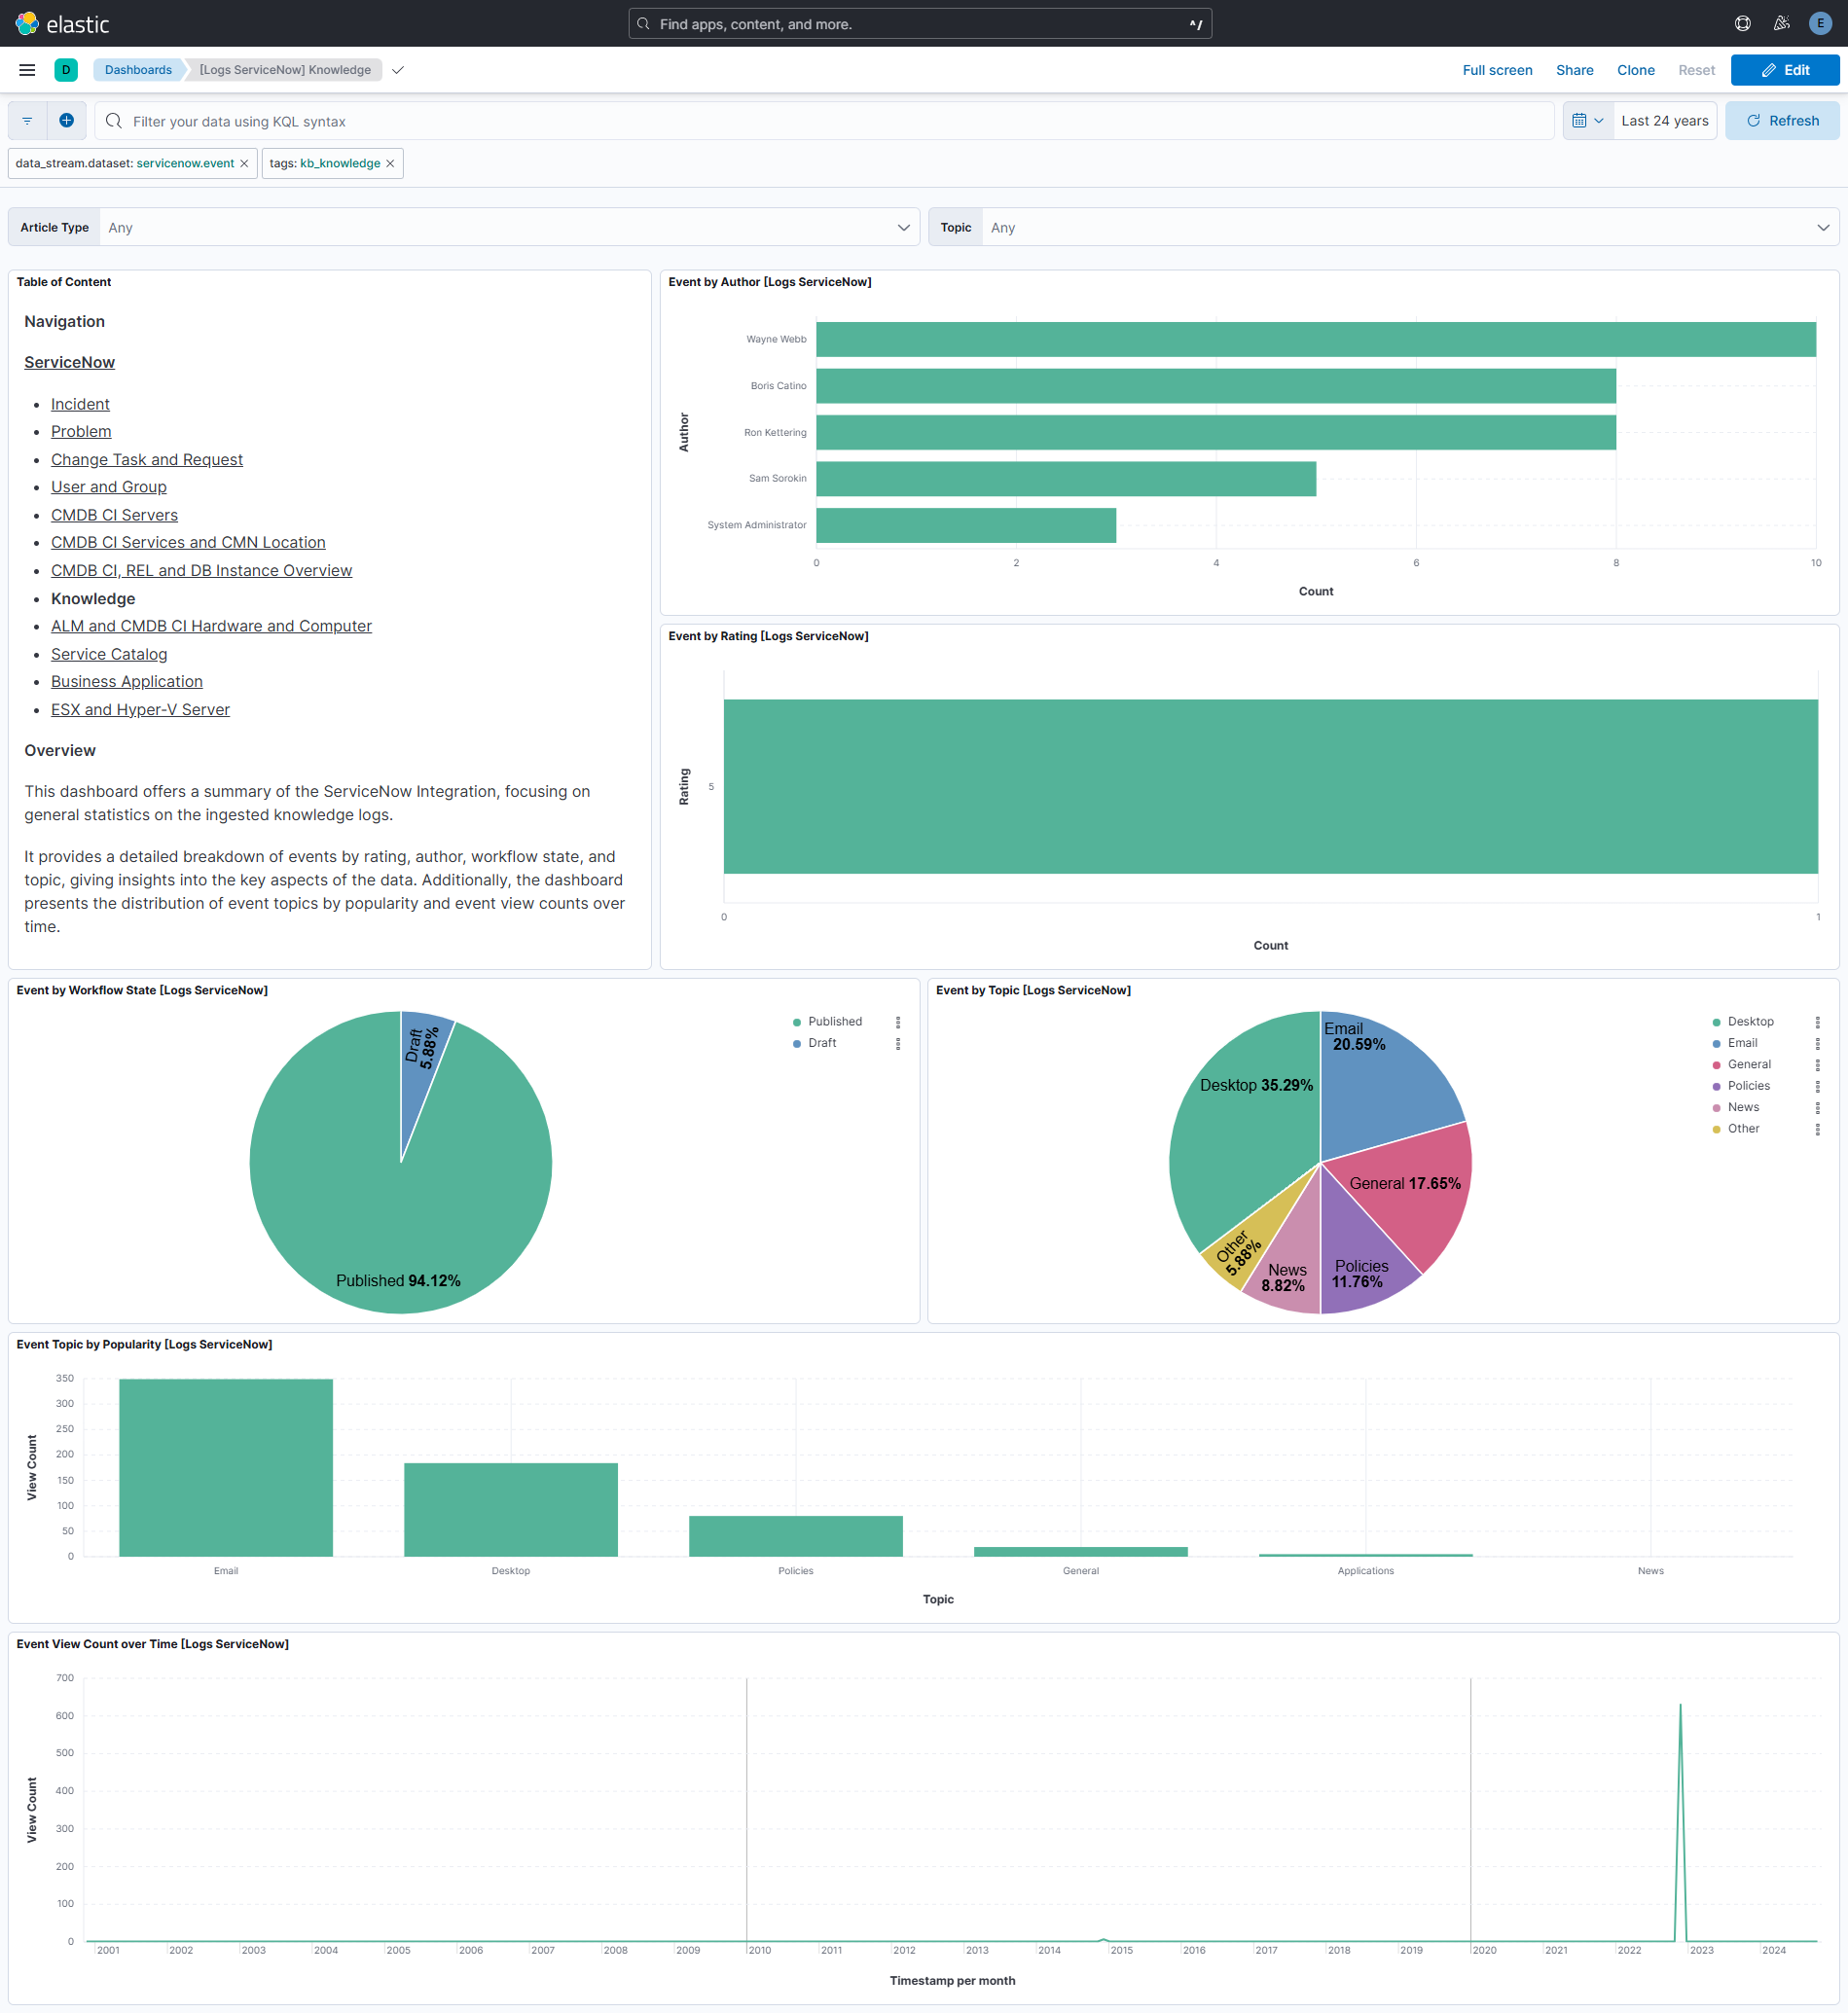 elastic
Find apps, content, and more.
^/
E
D
Dashboards
[Logs ServiceNow] Knowledge
Full screen
Share
Clone
Reset
Edit
Filter your data using KQL syntax
Last 24 years
Refresh
data_stream.dataset: servicenow.event
tags: kb_knowledge
Article Type
Any
Topic
Any
Table of Content
Navigation
ServiceNow
• Incident
• Problem
• Change Task and Request
• User and Group
• CMDB CI Servers
• CMDB CI Services and CMN Location
• CMDB CI, REL and DB Instance Overview
• Knowledge
• ALM and CMDB CI Hardware and Computer
• Service Catalog
• Business Application
• ESX and Hyper-V Server
Overview
This dashboard offers a summary of the ServiceNow Integration, focusing on
general statistics on the ingested knowledge logs.
It provides a detailed breakdown of events by rating, author, workflow state, and
topic, giving insights into the key aspects of the data. Additionally, the dashboard
presents the distribution of event topics by popularity and event view counts over
time.
Event by Author [Logs ServiceNow]
Author
Wayne Webb
Boris Catino
Ron Kettering
Sam Sorokin
System Administrator
0 2 4 6 8 10
Count
Event by Rating [Logs ServiceNow]
Rating
5
0 1
Count
Event by Workflow State [Logs ServiceNow]
Draft
5.88%
Published 94.12%
Published
Draft
Event by Topic [Logs ServiceNow]
Email
20.59%
Desktop 35.29%
General 17.65%
Other
5.88%
News
8.82%
Policies
11.76%
Desktop
Email
General
Policies
News
Other
Event Topic by Popularity [Logs ServiceNow]
View Count
350
300
250
200
150
100
50
0
Email Desktop Policies General Applications News
Topic
Event View Count over Time [Logs ServiceNow]
View Count
700
600
500
400
300
200
100
0
2001 2002 2003 2004 2005 2006 2007 2008 2009 2010 2011 2012 2013 2014 2015 2016 2017 2018 2019 2020 2021 2022 2023 2024
Timestamp per month